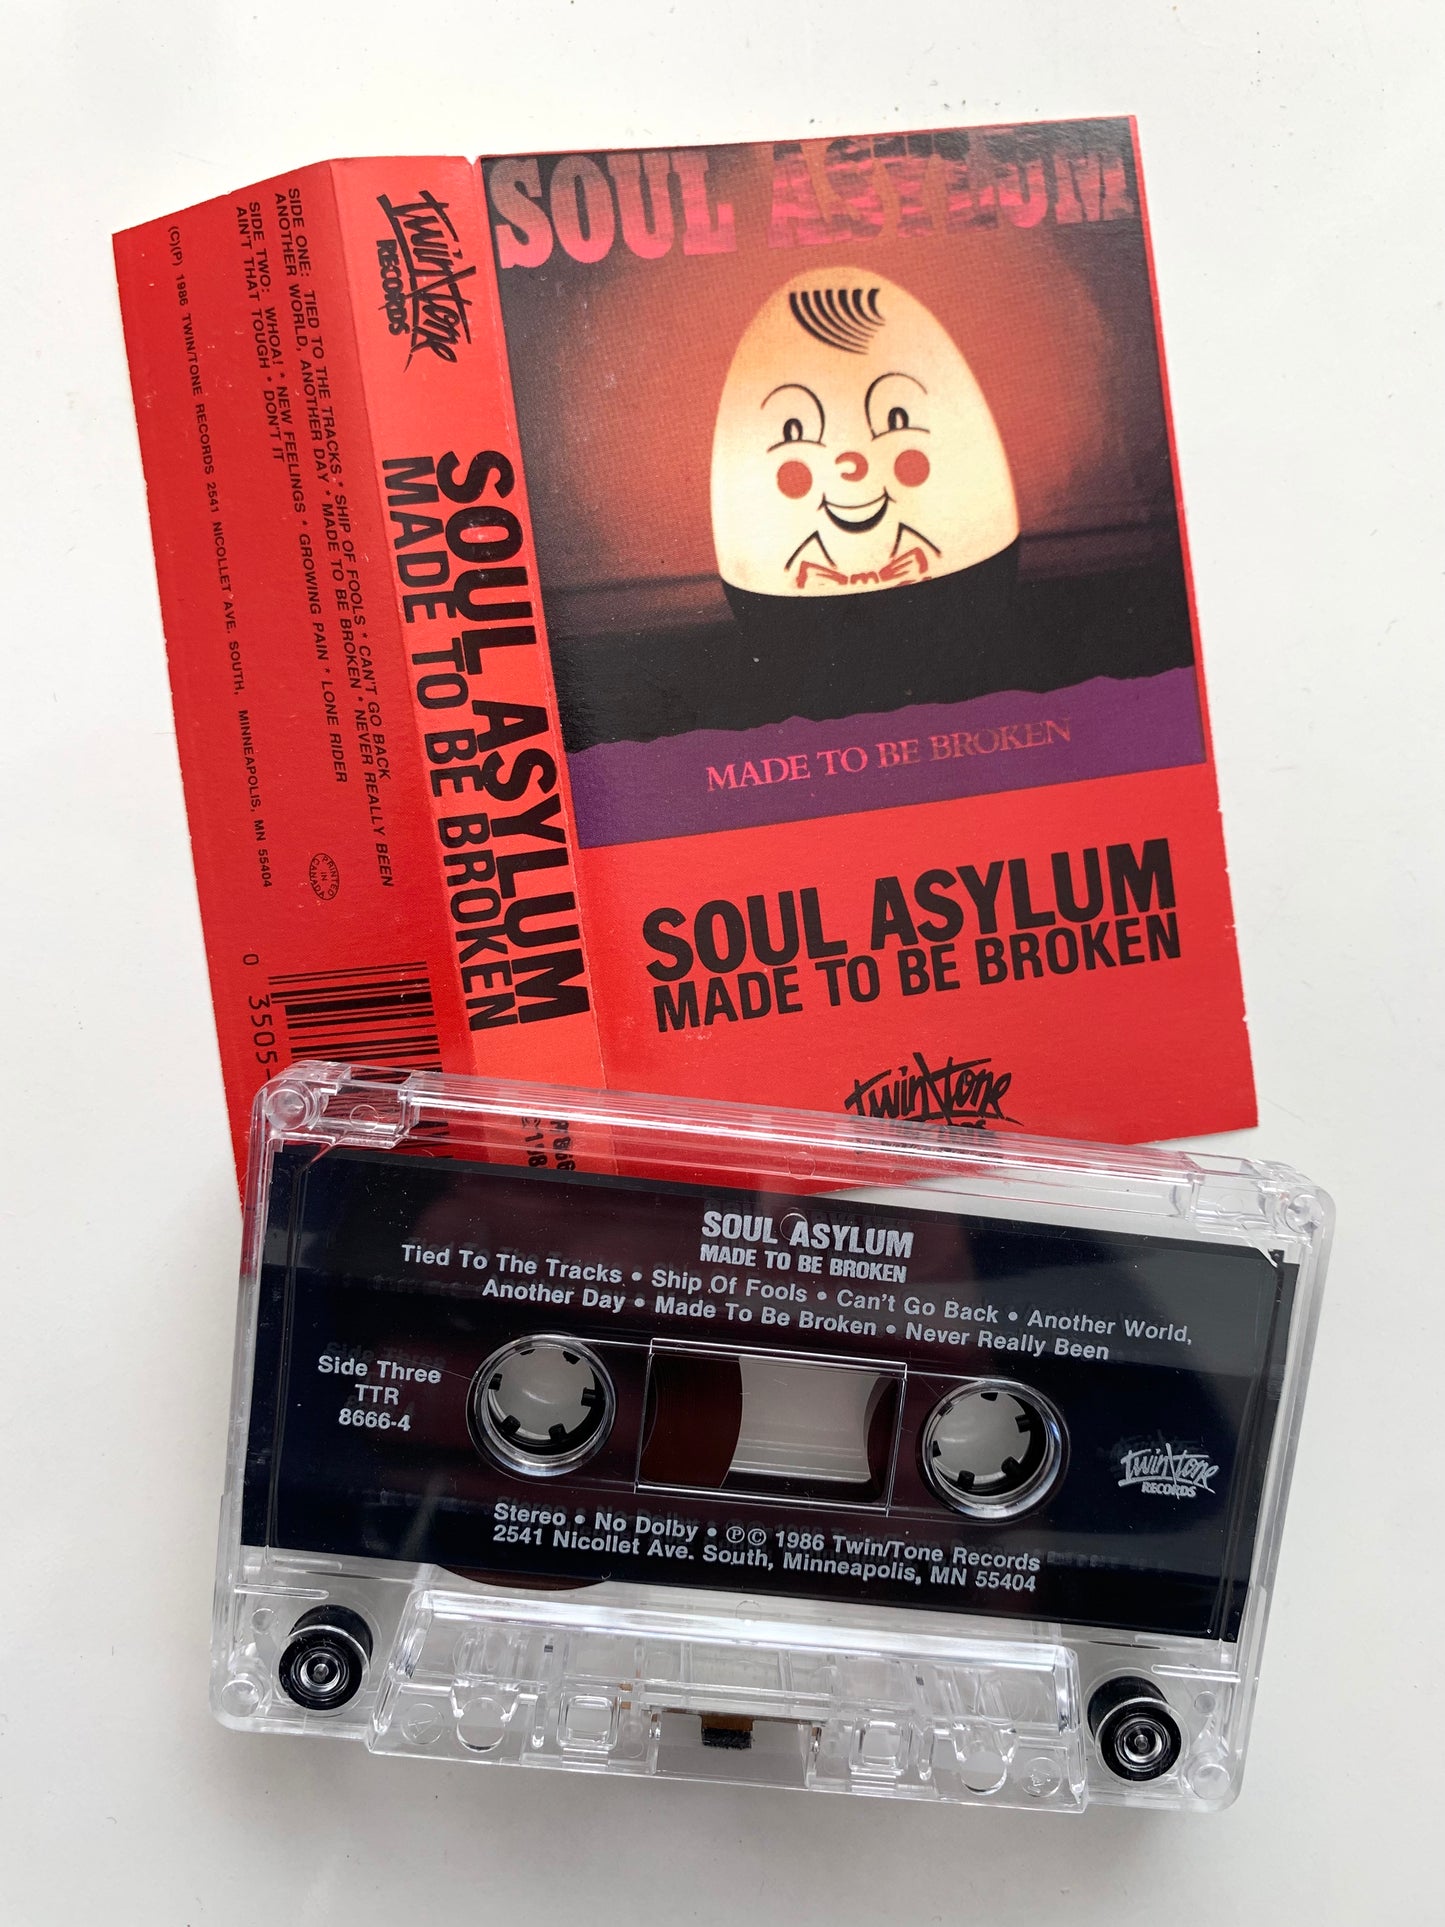 SIDE ONE: TIED TO THE TRACKS * SHIP OF FOOLS * CAN'T GO BACK
ANOTHER WORLD, ANOTHER DAY * MADE TO BE BROKEN * NEVER REALLY BEEN
SIDE TWO: WHOA! * NEW FEELINGS * GROWING PAIN * LONE RIDER
AIN'T THAT TOUGH * DON'T IT
(C)(P) 1986 TWIN/TONE RECORDS 2541 NICOLLET AVE. SOUTH, MINNEAPOLIS, MN 55404
PRINTED
IN
CANADA
0 3505
Twin/Tone
RECORDS
SOUL ASYLUM
MADE TO BE BROKEN
SOUL ASYLUM
MADE TO BE BROKEN
SOUL ASYLUM
MADE TO BE BROKEN
Twin/Tone
SOUL ASYLUM
MADE TO BE BROKEN
Tied To The Tracks • Ship Of Fools • Can't Go Back • Another World,
Another Day • Made To Be Broken • Never Really Been
Side Three
TTR
8666-4
Twin/Tone
RECORDS
Stereo • No Dolby • ℗© 1986 Twin/Tone Records
2541 Nicollet Ave. South, Minneapolis, MN 55404